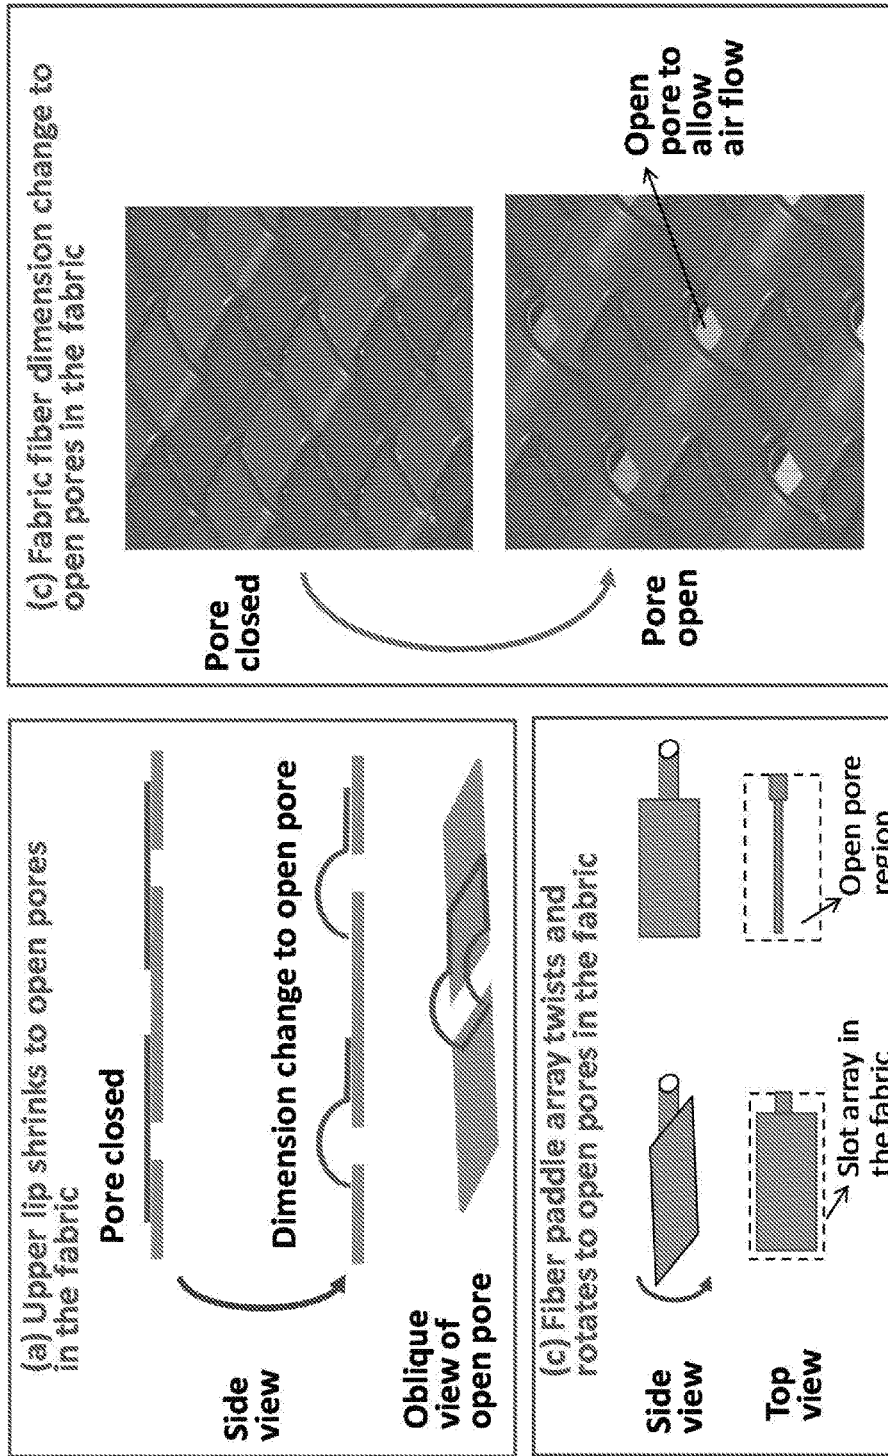 (a) Upper lip shrinks to open pores
in the fabric
Pore closed
Side
view
Dimension change to open pore
Oblique
view of
open pore
(c) Fiber paddle array twists and
rotates to open pores in the fabric
Side
view
Top
view
Slot array in
the fabric
Open pore
region
(c) Fabric fiber dimension change to
open pores in the fabric
Pore
closed
Pore
open
Open
pore to
allow
air flow